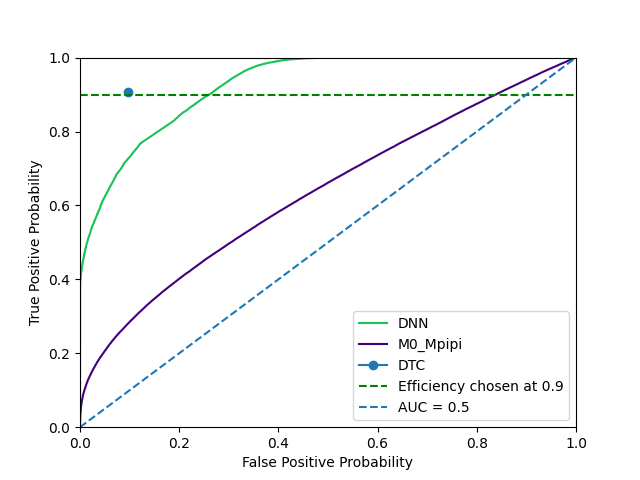 1.0
0.8
0.6
0.4
0.2
0.0
True Positive Probability
DNN
M0_Mpipi
DTC
Efficiency chosen at 0.9
AUC = 0.5
0.0 0.2 0.4 0.6 0.8 1.0
False Positive Probability